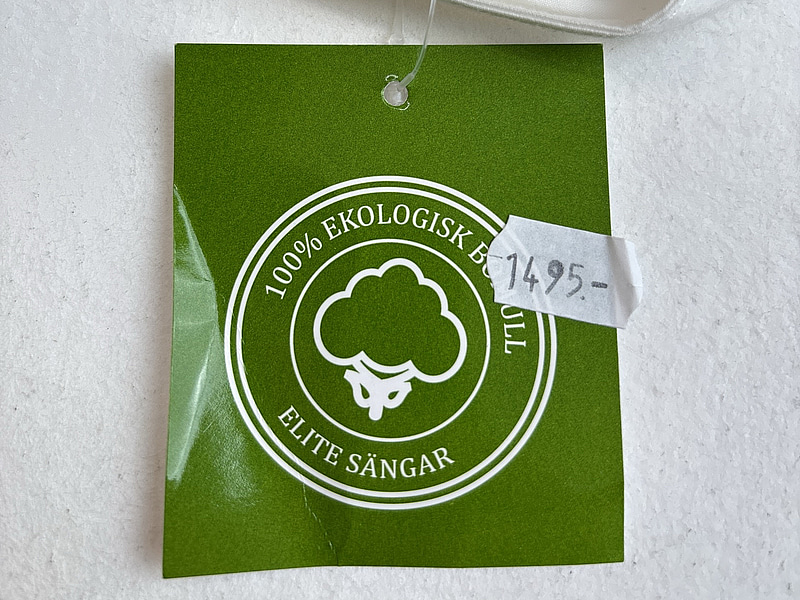 100% EKOLOGISK
1495.-
ELITE SÄNGAR